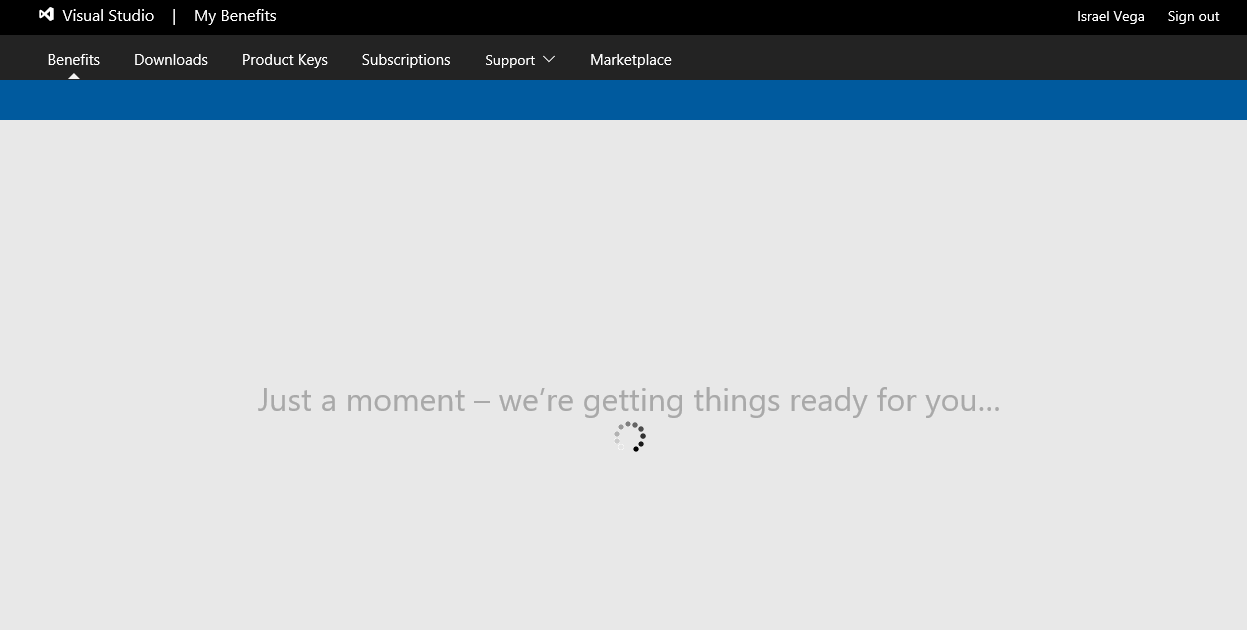 Visual Studio | My Benefits Israel Vega Sign out
Benefits Downloads Product Keys Subscriptions Support Marketplace
Just a moment – we’re getting things ready for you...